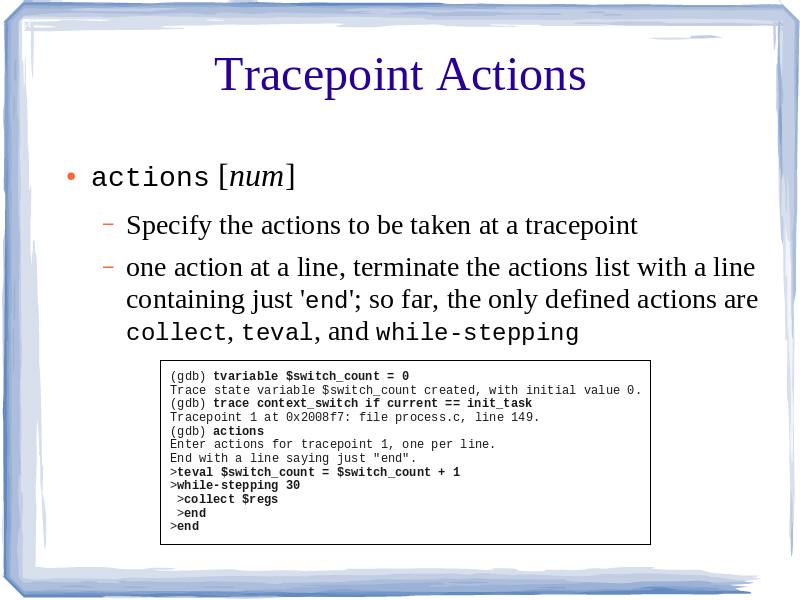 Tracepoint Actions
• actions [num]
– Specify the actions to be taken at a tracepoint
– one action at a line, terminate the actions list with a line
containing just 'end'; so far, the only defined actions are
collect, teval, and while-stepping
(gdb) tvariable $switch_count = 0
Trace state variable $switch_count created, with initial value 0.
(gdb) trace context_switch if current == init_task
Tracepoint 1 at 0x2008f7: file process.c, line 149.
(gdb) actions
Enter actions for tracepoint 1, one per line.
End with a line saying just "end".
>teval $switch_count = $switch_count + 1
>while-stepping 30
 >collect $regs
 >end
>end